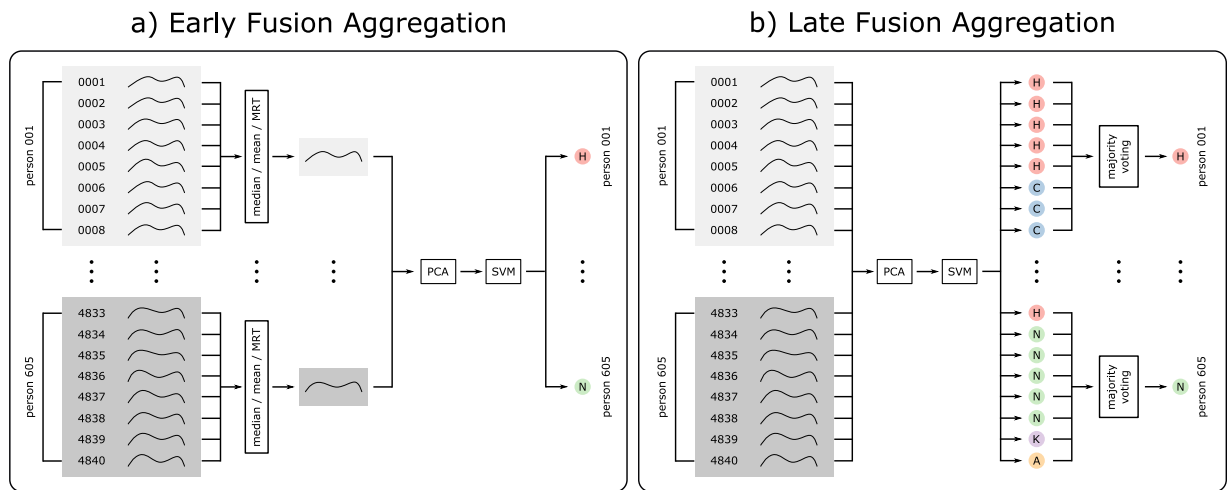 a) Early Fusion Aggregation
person 001
0001
0002
0003
0004
0005
0006
0007
0008
median / mean / MRT
H
person 001
PCA
SVM
person 605
4833
4834
4835
4836
4837
4838
4839
4840
median / mean / MRT
N
person 605
b) Late Fusion Aggregation
person 001
0001
0002
0003
0004
0005
0006
0007
0008
H
H
H
H
H
C
C
C
majority
voting
H
person 001
PCA
SVM
person 605
4833
4834
4835
4836
4837
4838
4839
4840
H
N
N
N
N
N
K
A
majority
voting
N
person 605